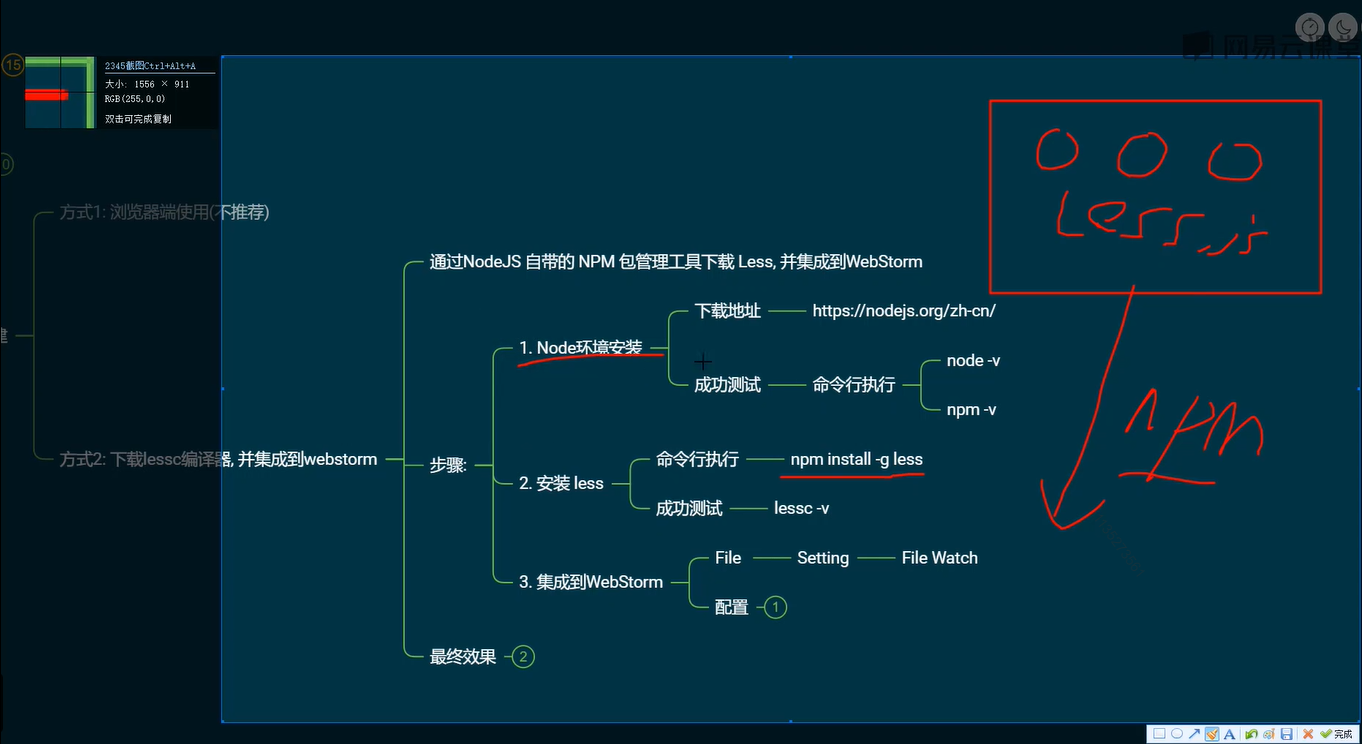 网易云课堂
15
2345截图Ctrl+Alt+A
大小: 1556 × 911
RGB(255,0,0)
双击可完成复制
0
方式1: 浏览器端使用(不推荐)
Less.js
通过NodeJS 自带的 NPM 包管理工具下载 Less, 并集成到WebStorm
下载地址 https://nodejs.org/zh-cn/
1. Node环境安装
node -v
成功测试 命令行执行
npm -v
NPM
方式2: 下载lessc编译器, 并集成到webstorm
步骤:
命令行执行 npm install -g less
2. 安装 less
成功测试 lessc -v
File Setting File Watch
3. 集成到WebStorm
配置 1
最终效果 2
A 完成